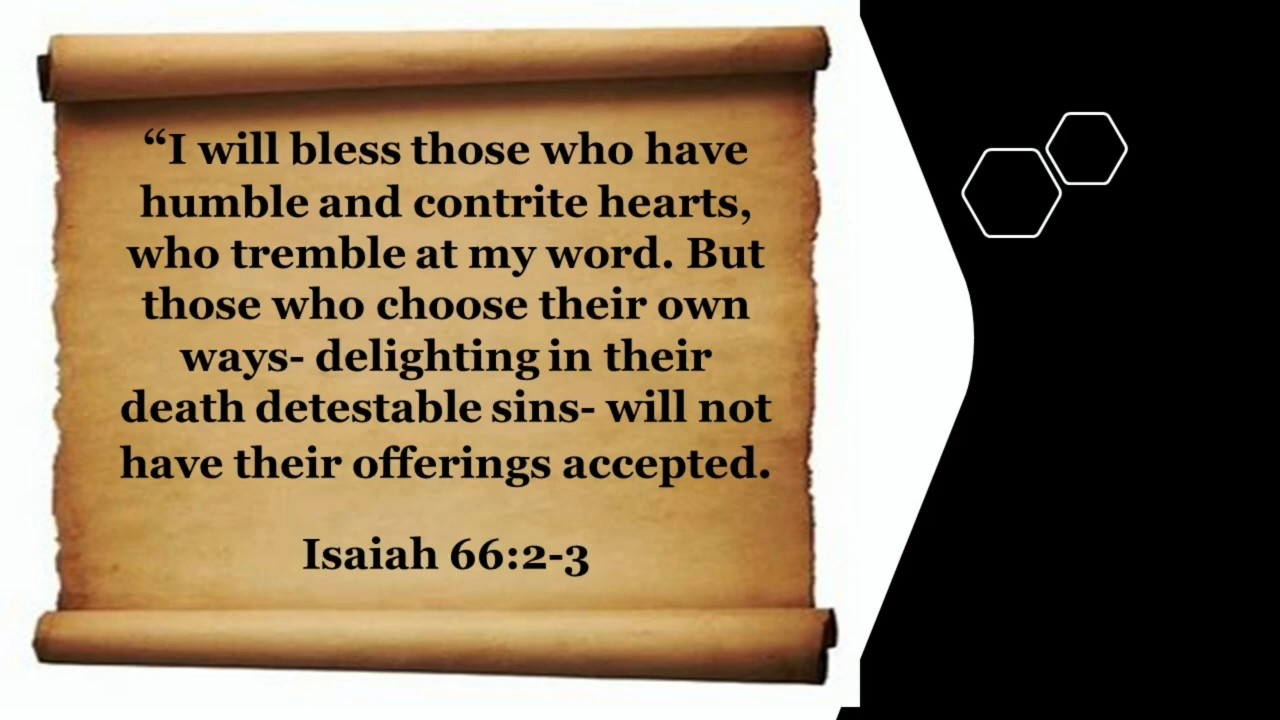 “I will bless those who have
humble and contrite hearts,
who tremble at my word. But
those who choose their own
ways- delighting in their
death detestable sins- will not
have their offerings accepted.
Isaiah 66:2-3